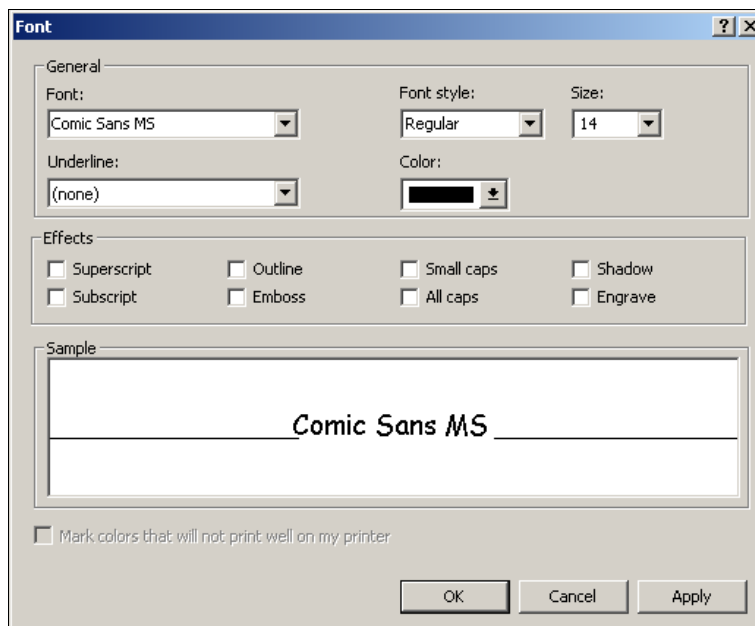 Font
General
Font: Font style: Size:
Comic Sans MS Regular 14
Underline: Color:
(none)
Effects
Superscript Outline Small caps Shadow
Subscript Emboss All caps Engrave
Sample
Comic Sans MS
Mark colors that will not print well on my printer
OK Cancel Apply